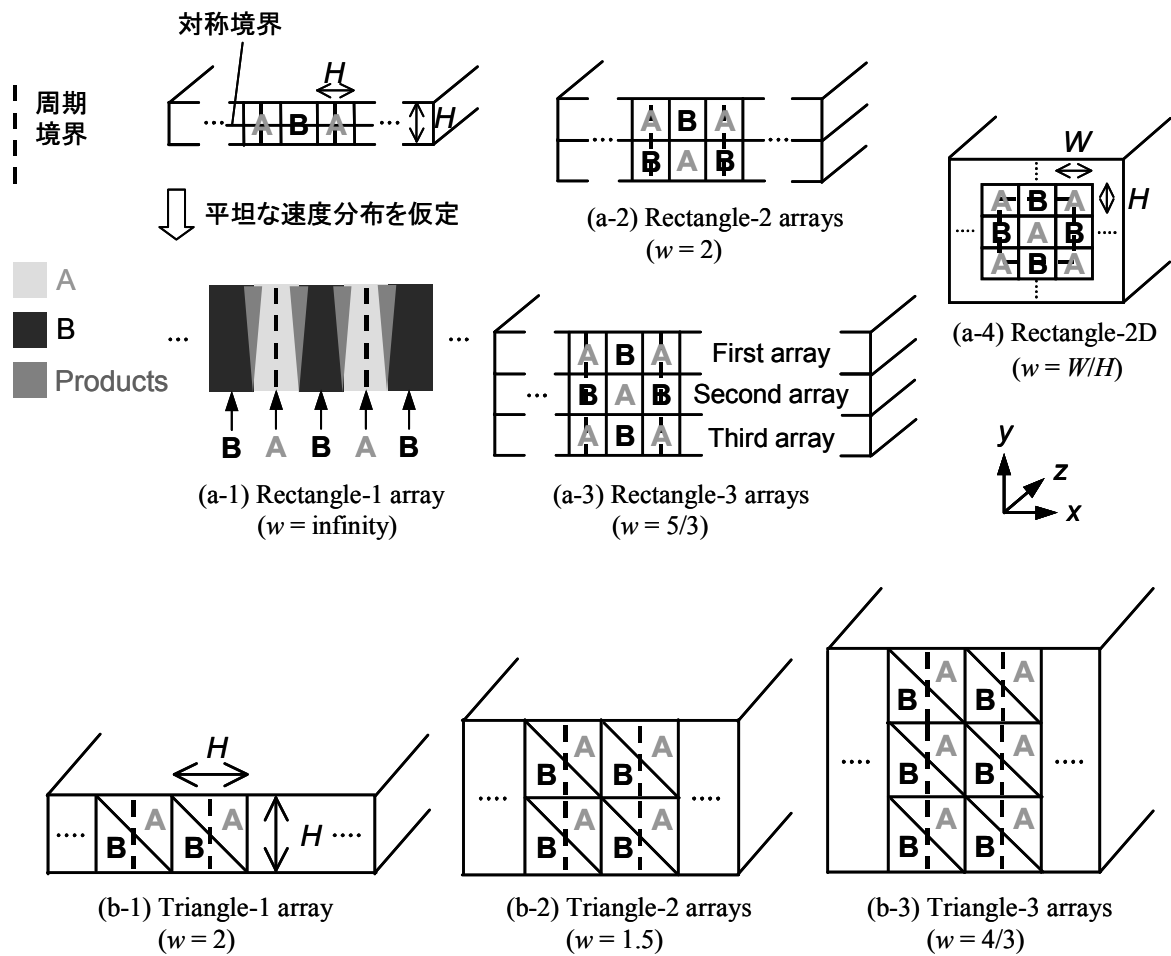 対称境界
周期
境界
H
H
···· A B A ····
平坦な速度分布を仮定
A
B
Products
··· ···
B A B A B
(a-1) Rectangle-1 array
(w = infinity)
A B A
···· ····
B A B
(a-2) Rectangle-2 arrays
(w = 2)
A B A First array
... B A B Second array
A B A Third array
(a-3) Rectangle-3 arrays
(w = 5/3)
W
H
A B A
.... B A B ....
A B A
(a-4) Rectangle-2D
(w = W/H)
y
z
x
H
A A
.... B B H ....
(b-1) Triangle-1 array
(w = 2)
A A
B B
.... ....
A A
B B
(b-2) Triangle-2 arrays
(w = 1.5)
A A
B B
A A
.... B B ....
A A
B B
(b-3) Triangle-3 arrays
(w = 4/3)